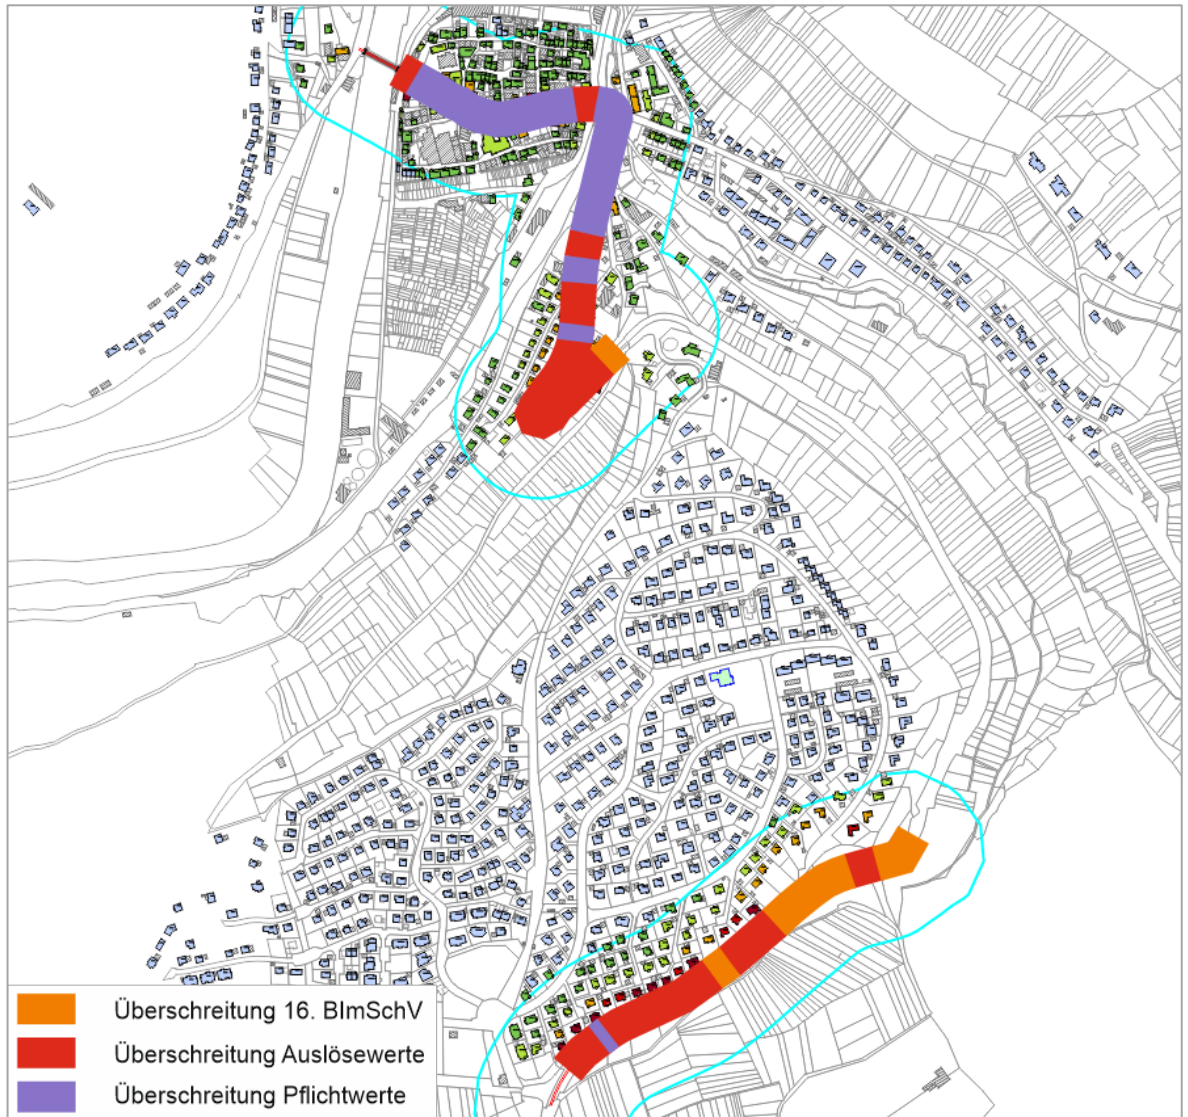 Überschreitung 16. BImSchV
Überschreitung Auslösewerte
Überschreitung Pflichtwerte